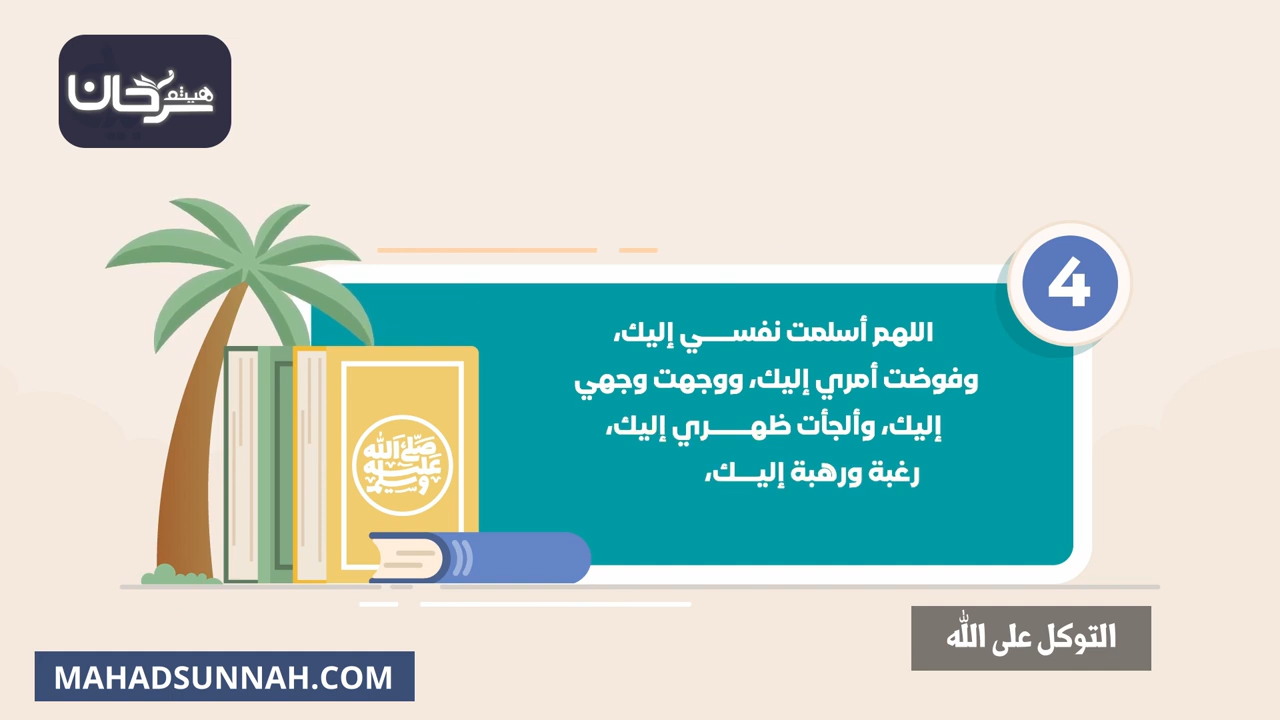 هيثم سرحان
4
اللهم أسلمت نفســـي إليك،
وفوضت أمري إليك، ووجهت وجهي
إليك، وألجأت ظهـــري إليك،
رغبة ورهبة إليــك،
صلى الله
عليه
وسلم
التوكل على الله
MAHADSUNNAH.COM